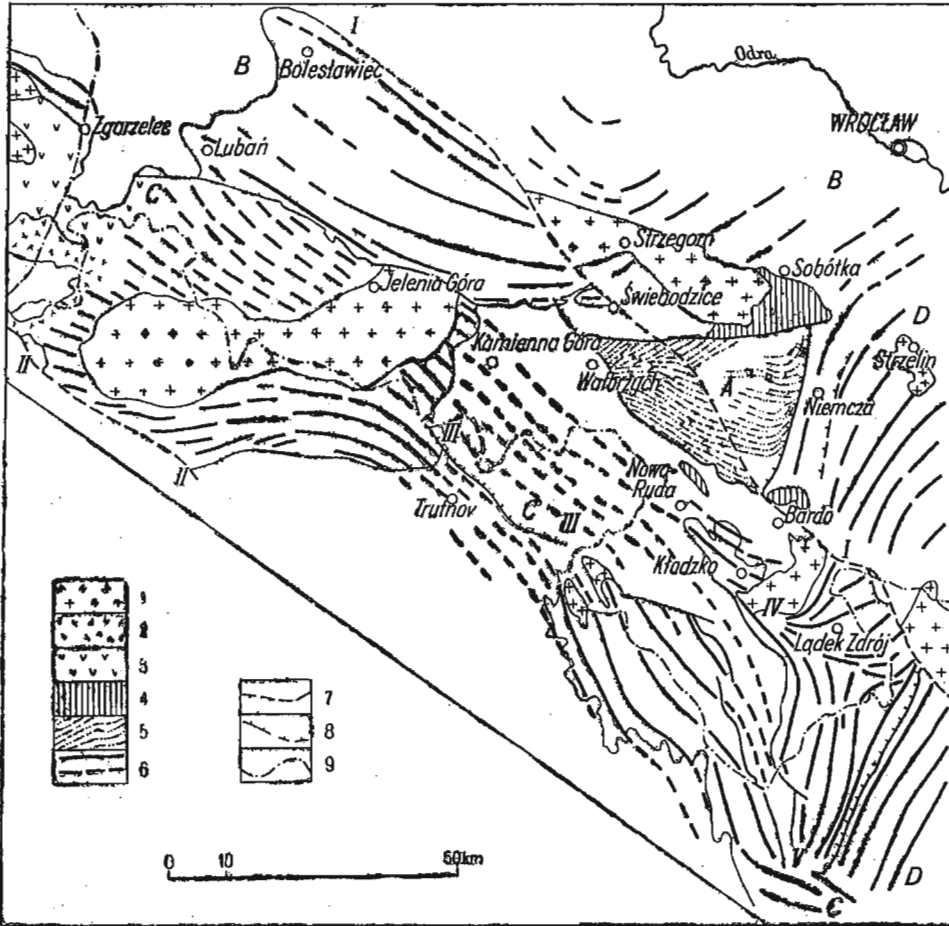 I
Odra
B
Bolesławiec
Zgorzelec
WROCŁAW
Lubań
B
C
Strzegom
Sobótka
Jelenia Góra
Świebodzice
D
II
Kamienna Góra
Strzelin
Wałbrzych
A
Niemcza
III
II
Nowa
Ruda
C
III
Trutnov
Bardo
I
Kłodzko
IV
Lądek Zdrój
1
2
3
4
5
6
7
8
9
V
0 10 50km
D
C